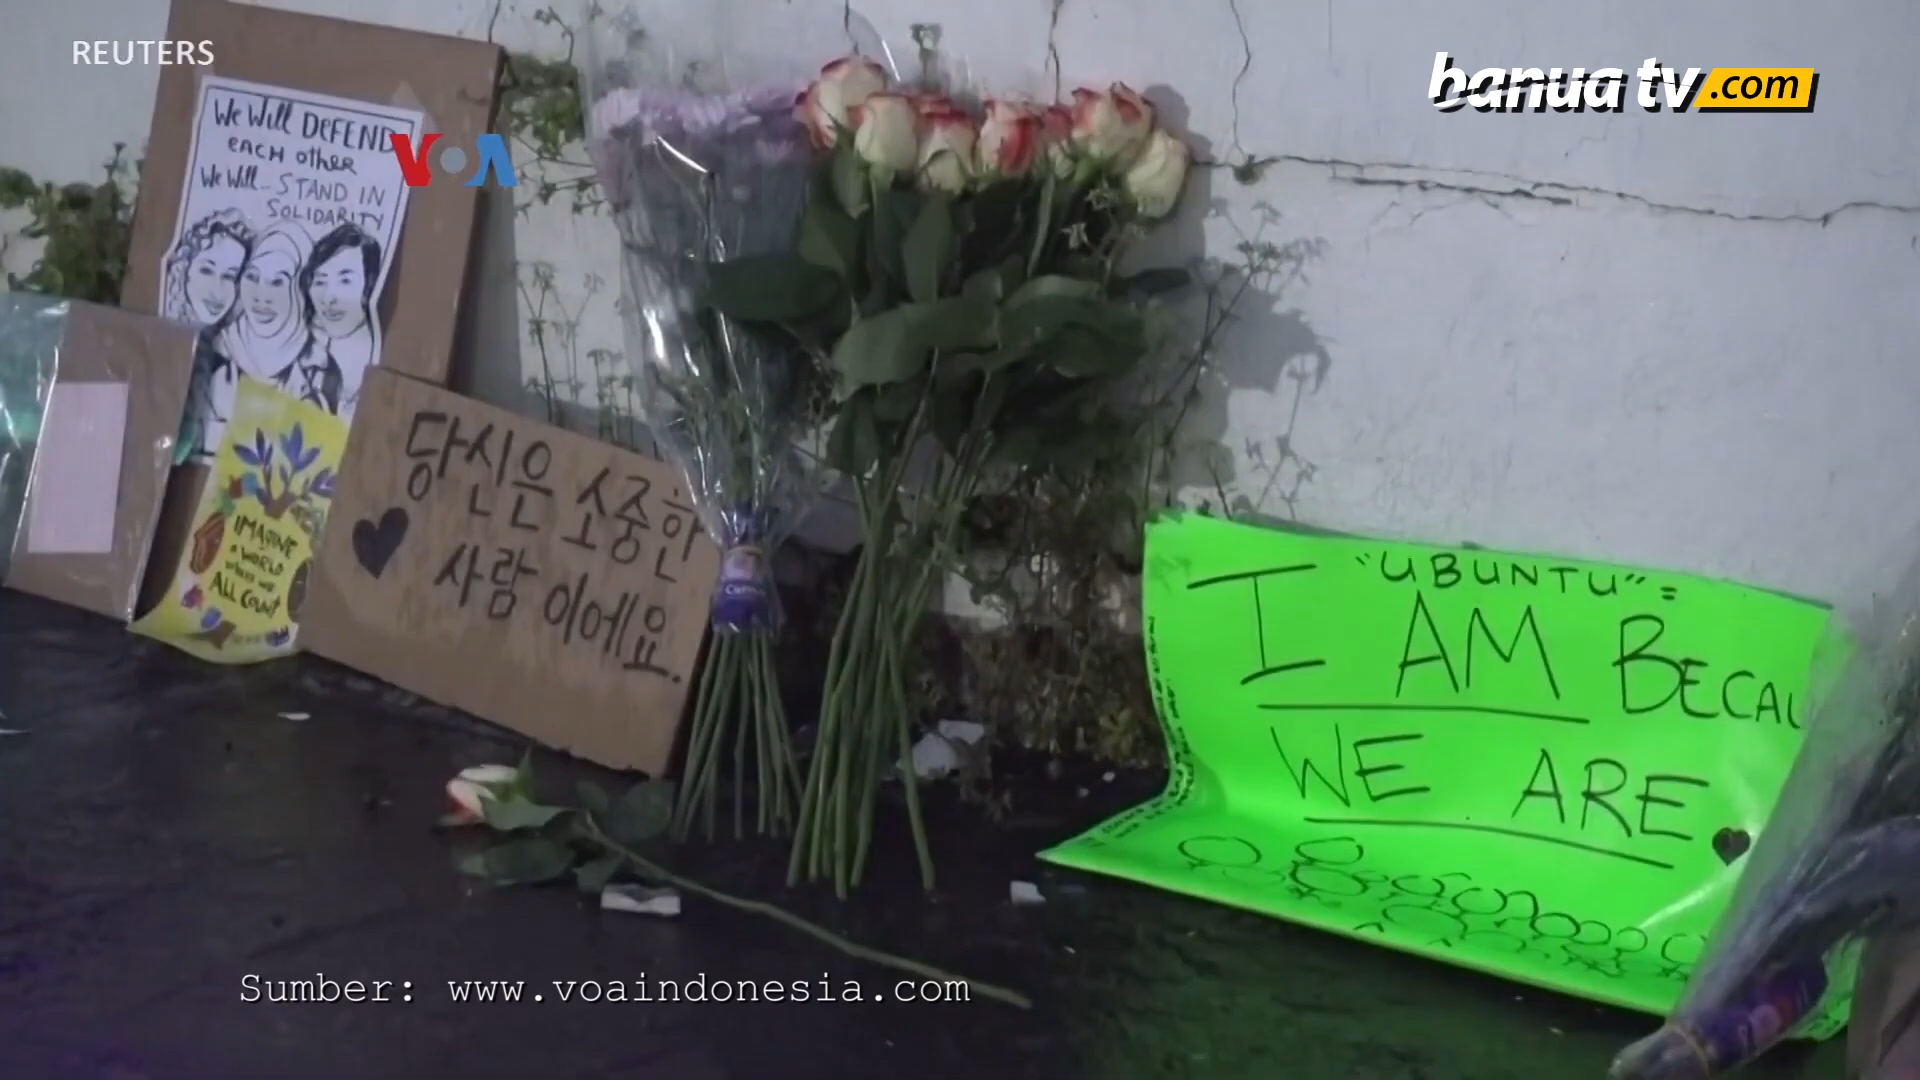 REUTERS
banua tv.com
VOA
We Will DEFEND
EACH other
We Will STAND IN
SOLIDARITY
IMAGINE
a WORLD
where we
ALL COUNT
당신은 소중한
사람이에요.
"UBUNTU" =
I AM BECAU
WE ARE
Sumber: www.voaindonesia.com